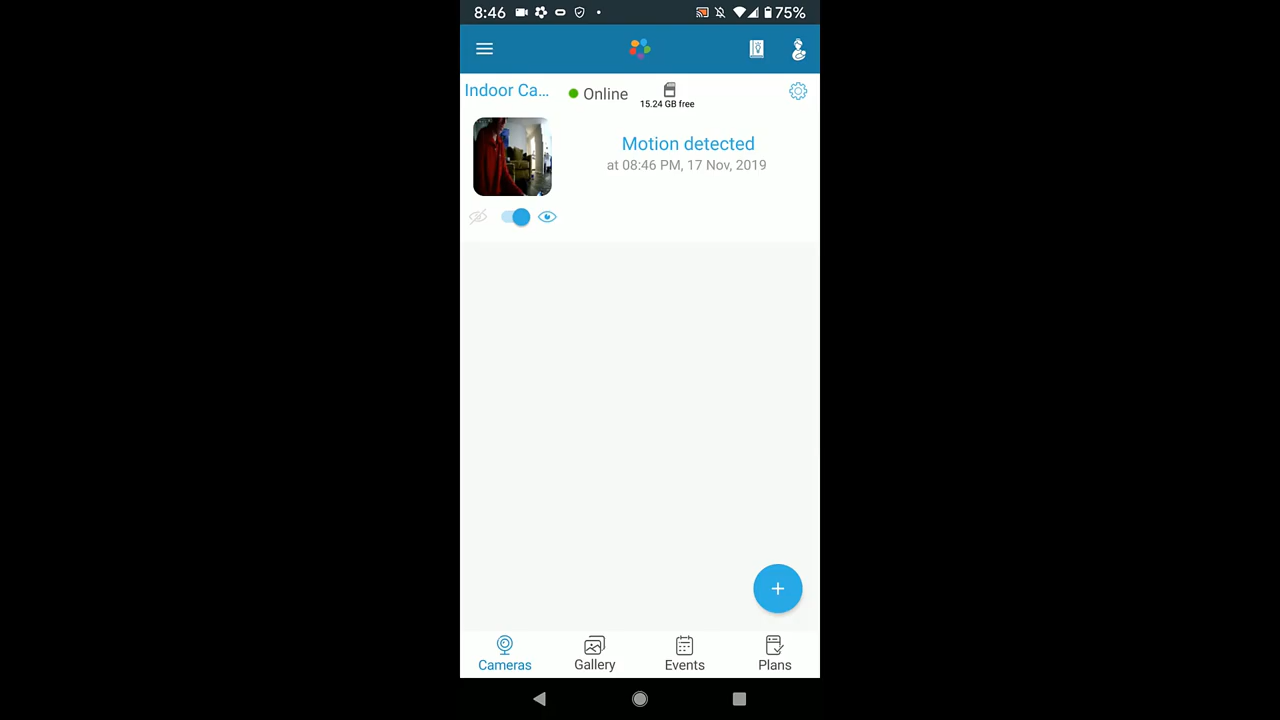 8:46
75%
Indoor Ca...
Online
15.24 GB free
Motion detected
at 08:46 PM, 17 Nov, 2019
Cameras
Gallery
Events
Plans